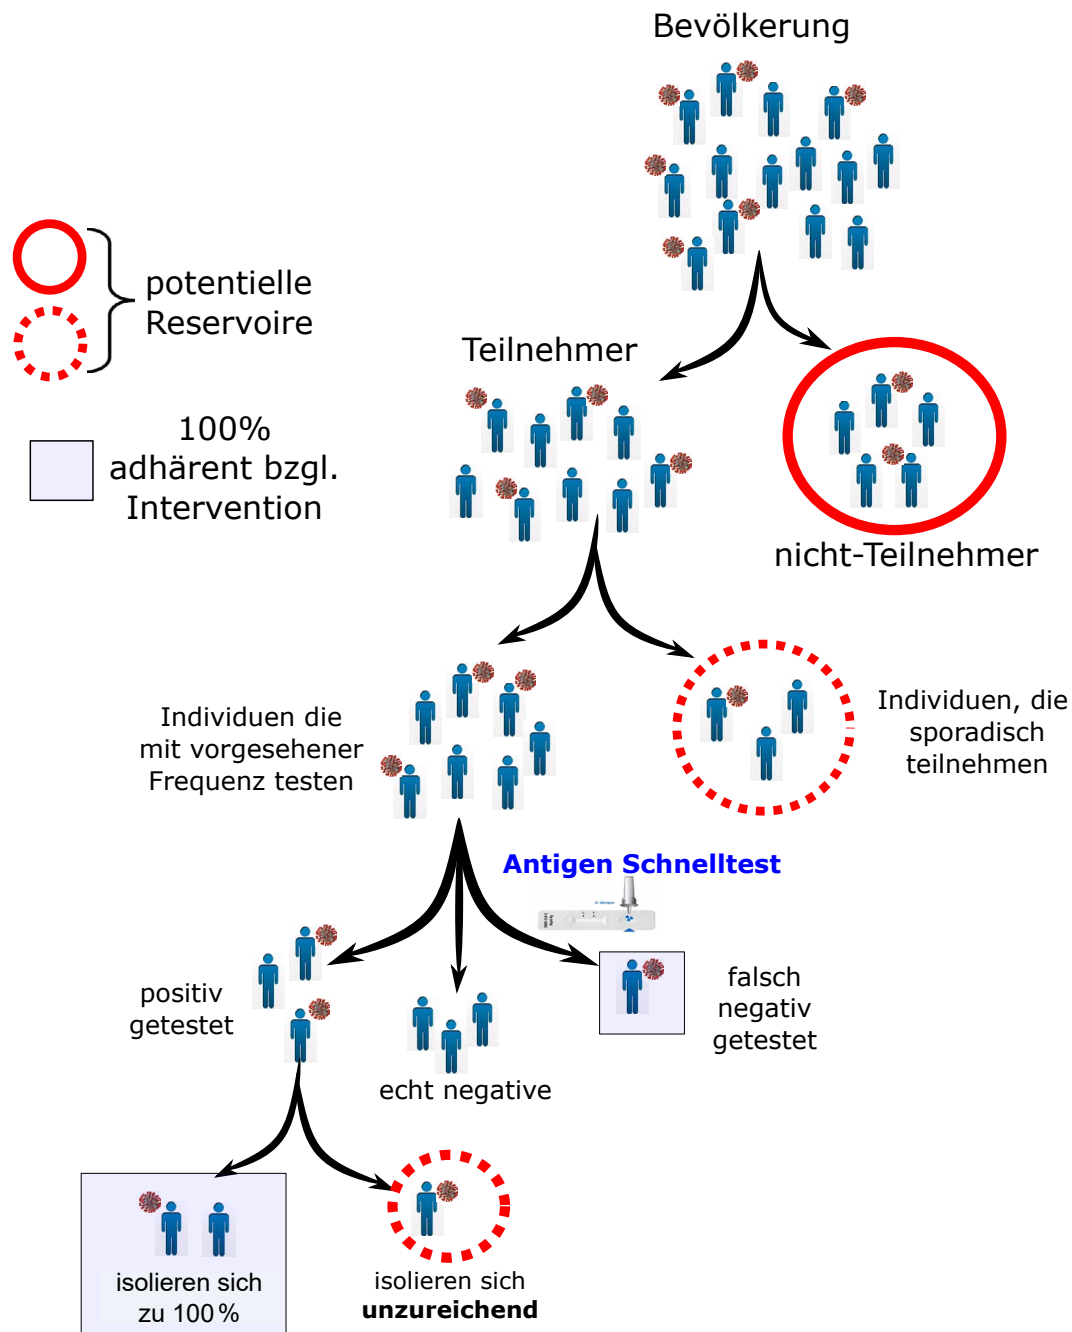 Bevölkerung
potentielle
Reservoire
Teilnehmer
100%
adhärent bzgl.
Intervention
nicht-Teilnehmer
Individuen die
mit vorgesehener
Frequenz testen
Individuen, die
sporadisch
teilnehmen
Antigen Schnelltest
positiv
getestet
echt negative
falsch
negativ
getestet
isolieren sich
zu 100%
isolieren sich
unzureichend